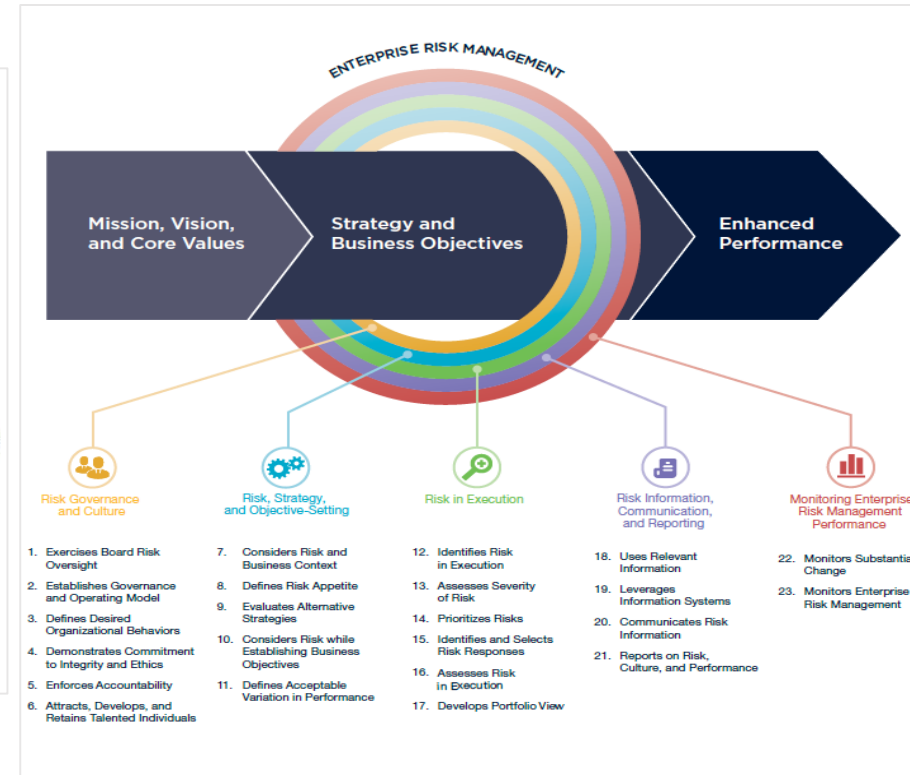 ENTERPRISE RISK MANAGEMENT
Mission, Vision,
and Core Values
Strategy and
Business Objectives
Enhanced
Performance
Risk Governance
and Culture
1. Exercises Board Risk
Oversight
2. Establishes Governance
and Operating Model
3. Defines Desired
Organizational Behaviors
4. Demonstrates Commitment
to Integrity and Ethics
5. Enforces Accountability
6. Attracts, Develops, and
Retains Talented Individuals
Risk, Strategy,
and Objective-Setting
7. Considers Risk and
Business Context
8. Defines Risk Appetite
9. Evaluates Alternative
Strategies
10. Considers Risk while
Establishing Business
Objectives
11. Defines Acceptable
Variation in Performance
Risk in Execution
12. Identifies Risk
in Execution
13. Assesses Severity
of Risk
14. Prioritizes Risks
15. Identifies and Selects
Risk Responses
16. Assesses Risk
in Execution
17. Develops Portfolio View
Risk Information,
Communication,
and Reporting
18. Uses Relevant
Information
19. Leverages
Information Systems
20. Communicates Risk
Information
21. Reports on Risk,
Culture, and Performance
Monitoring Enterprise
Risk Management
Performance
22. Monitors Substantia
Change
23. Monitors Enterprise
Risk Management